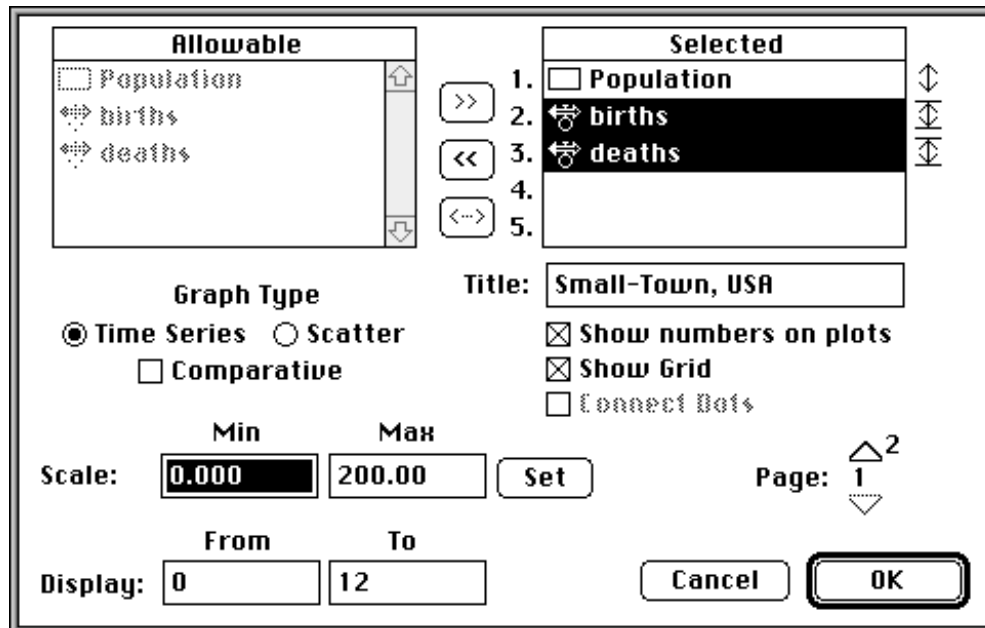 Allowable
Population
births
deaths
>>
<<
<--->
Selected
1. Population
2. births
3. deaths
4.
5.
Title: Small-Town, USA
Graph Type
Time Series Scatter
Comparative
Show numbers on plots
Show Grid
Connect Dots
Min Max
Scale: 0.000 200.00 Set
Page: 1 2
From To
Display: 0 12
Cancel OK